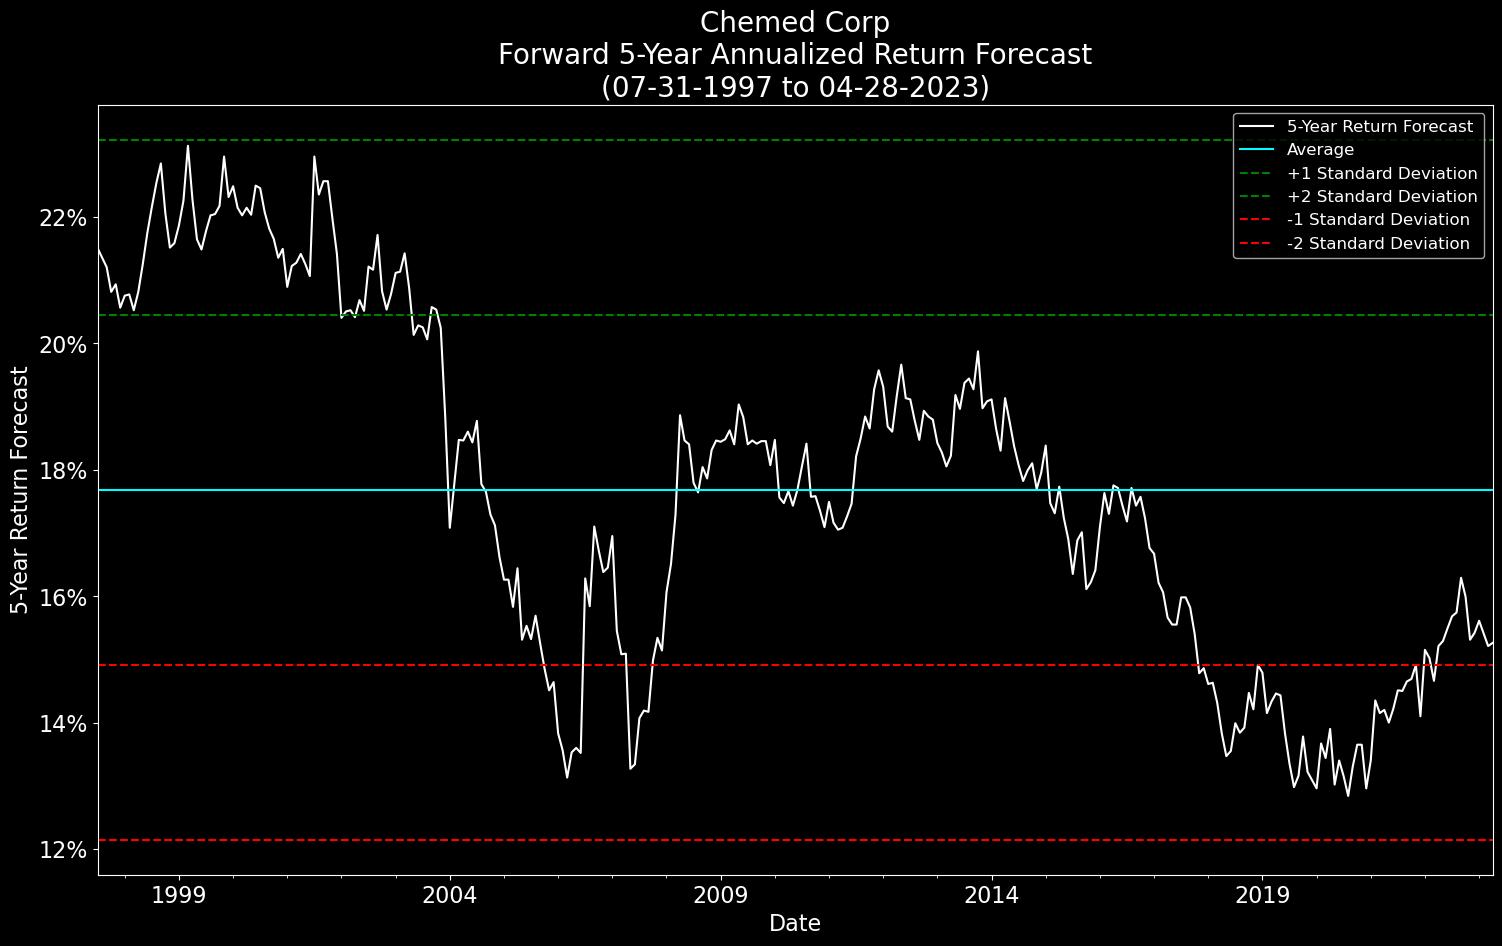 Chemed Corp
Forward 5-Year Annualized Return Forecast
(07-31-1997 to 04-28-2023)
5-Year Return Forecast
Average
+1 Standard Deviation
+2 Standard Deviation
-1 Standard Deviation
-2 Standard Deviation
5-Year Return Forecast
22%
20%
18%
16%
14%
12%
1999 2004 2009 2014 2019
Date